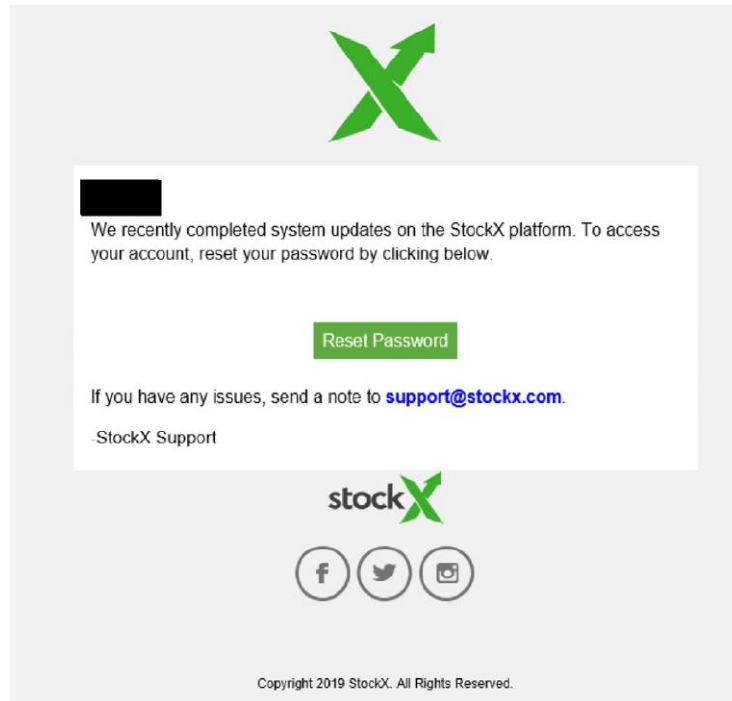 We recently completed system updates on the StockX platform. To access
your account, reset your password by clicking below.
Reset Password
If you have any issues, send a note to support@stockx.com.
-StockX Support
stockX
Copyright 2019 StockX. All Rights Reserved.